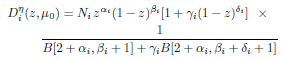 D_i^η(z, μ_0) = N_i z^{α_i}(1 − z)^{β_i}[1 + γ_i(1 − z)^{δ_i}] ×
1
B[2 + α_i, β_i + 1] + γ_i B[2 + α_i, β_i + δ_i + 1]